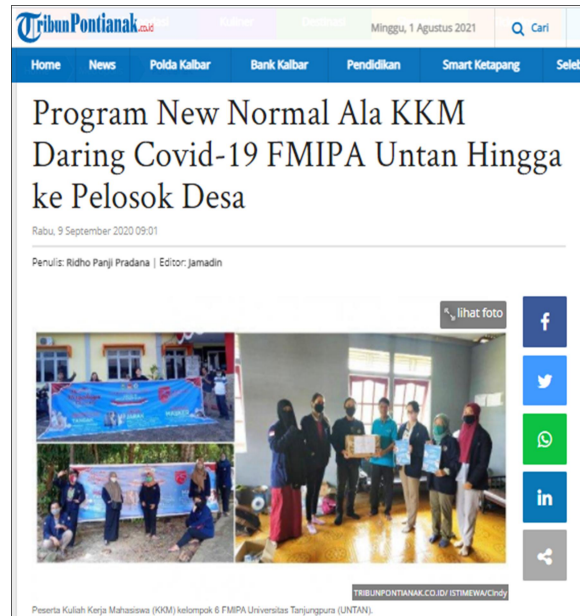 TribunPontianak.co.id
Minggu, 1 Agustus 2021
Cari
Home News Polda Kalbar Bank Kalbar Pendidikan Smart Ketapang Seleb
Program New Normal Ala KKM
Daring Covid-19 FMIPA Untan Hingga
ke Pelosok Desa
Rabu, 9 September 2020 09:01
Penulis: Ridho Panji Pradana | Editor: Jamadin
lihat foto
TRIBUNPONTIANAK.CO.ID/ ISTIMEWA/Cindy
Peserta Kuliah Kerja Mahasiswa (KKM) kelompok 6 FMIPA Universitas Tanjungpura (UNTAN).